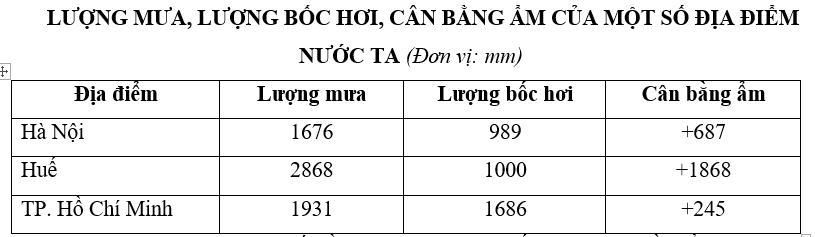 LƯỢNG MƯA, LƯỢNG BỐC HƠI, CÂN BẰNG ẨM CỦA MỘT SỐ ĐỊA ĐIỂM
NƯỚC TA (Đơn vị: mm)
Địa điểm Lượng mưa Lượng bốc hơi Cân bằng ẩm
Hà Nội 1676 989 +687
Huế 2868 1000 +1868
TP. Hồ Chí Minh 1931 1686 +245